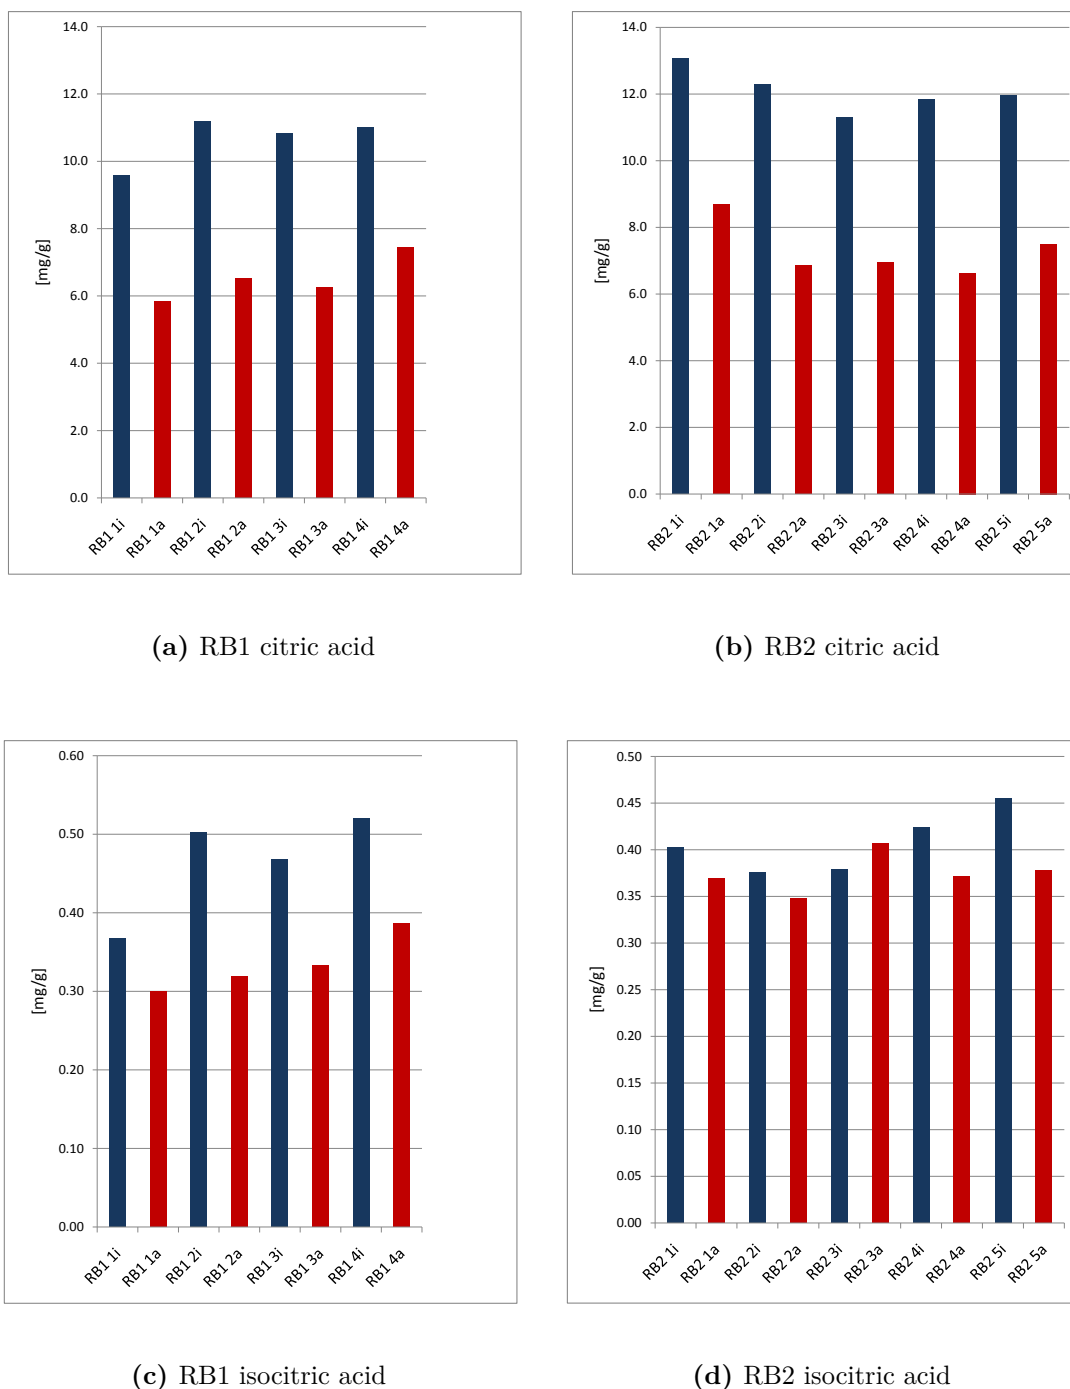 14.0
12.0
10.0
8.0
6.0
4.0
2.0
0.0
[mg/g]
RB1 1i
RB1 1a
RB1 2i
RB1 2a
RB1 3i
RB1 3a
RB1 4i
RB1 4a
(a) RB1 citric acid
14.0
12.0
10.0
8.0
6.0
4.0
2.0
0.0
[mg/g]
RB2 1i
RB2 1a
RB2 2i
RB2 2a
RB2 3i
RB2 3a
RB2 4i
RB2 4a
RB2 5i
RB2 5a
(b) RB2 citric acid
0.60
0.50
0.40
0.30
0.20
0.10
0.00
[mg/g]
RB1 1i
RB1 1a
RB1 2i
RB1 2a
RB1 3i
RB1 3a
RB1 4i
RB1 4a
(c) RB1 isocitric acid
0.50
0.45
0.40
0.35
0.30
0.25
0.20
0.15
0.10
0.05
0.00
[mg/g]
RB2 1i
RB2 1a
RB2 2i
RB2 2a
RB2 3i
RB2 3a
RB2 4i
RB2 4a
RB2 5i
RB2 5a
(d) RB2 isocitric acid